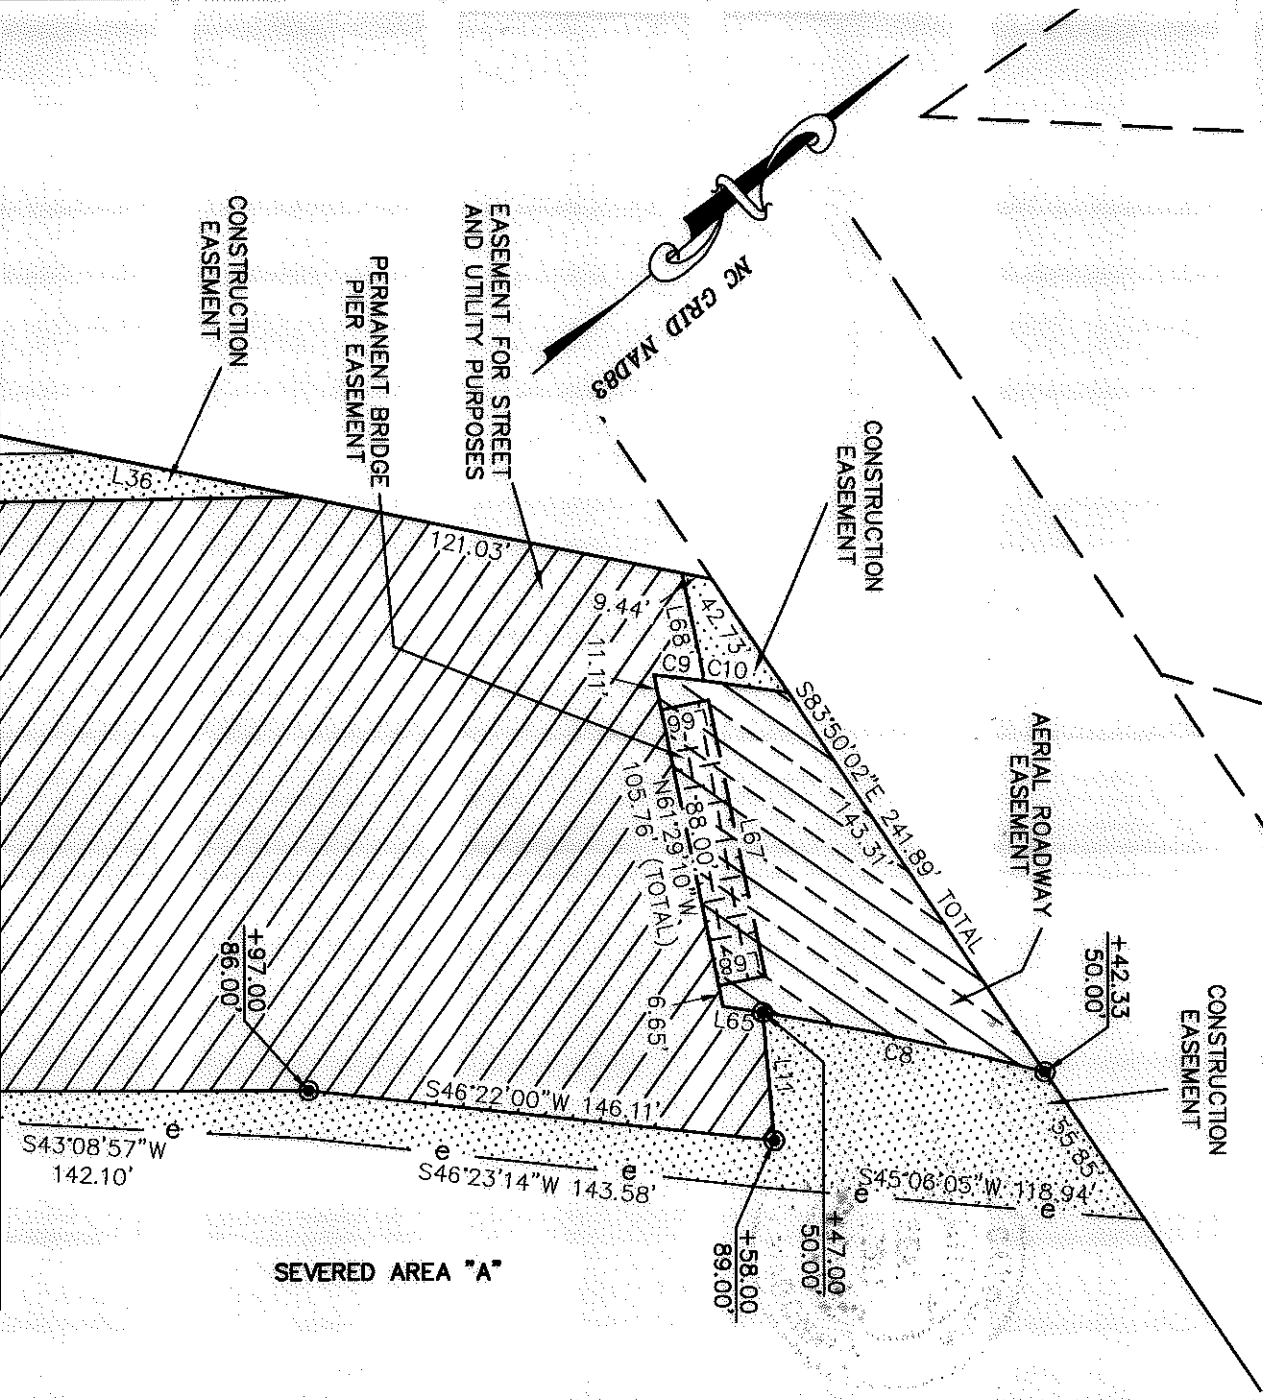 NC GRID NAD83
CONSTRUCTION
EASEMENT
PERMANENT BRIDGE
PIER EASEMENT
EASEMENT FOR STREET
AND UTILITY PURPOSES
CONSTRUCTION
EASEMENT
AERIAL ROADWAY
EASEMENT
CONSTRUCTION
EASEMENT
L36
121.03'
9.44'
L68
42.73'
C9
C10
11.11'
S83°50'02"E 241.89' TOTAL
143.31'
L67
88.00'
N61°29'10"W
105.76' (TOTAL)
6.65'
L65
L11
C8
55.85'
+42.33
50.00'
+97.00
86.00'
+47.00
50.00'
+58.00
89.00'
S46°22'00"W 146.11'
S43°08'57"W
142.10'
e
e
S46°23'14"W 143.58'
e
e
S45°06'05"W 118.94'
e
SEVERED AREA "A"